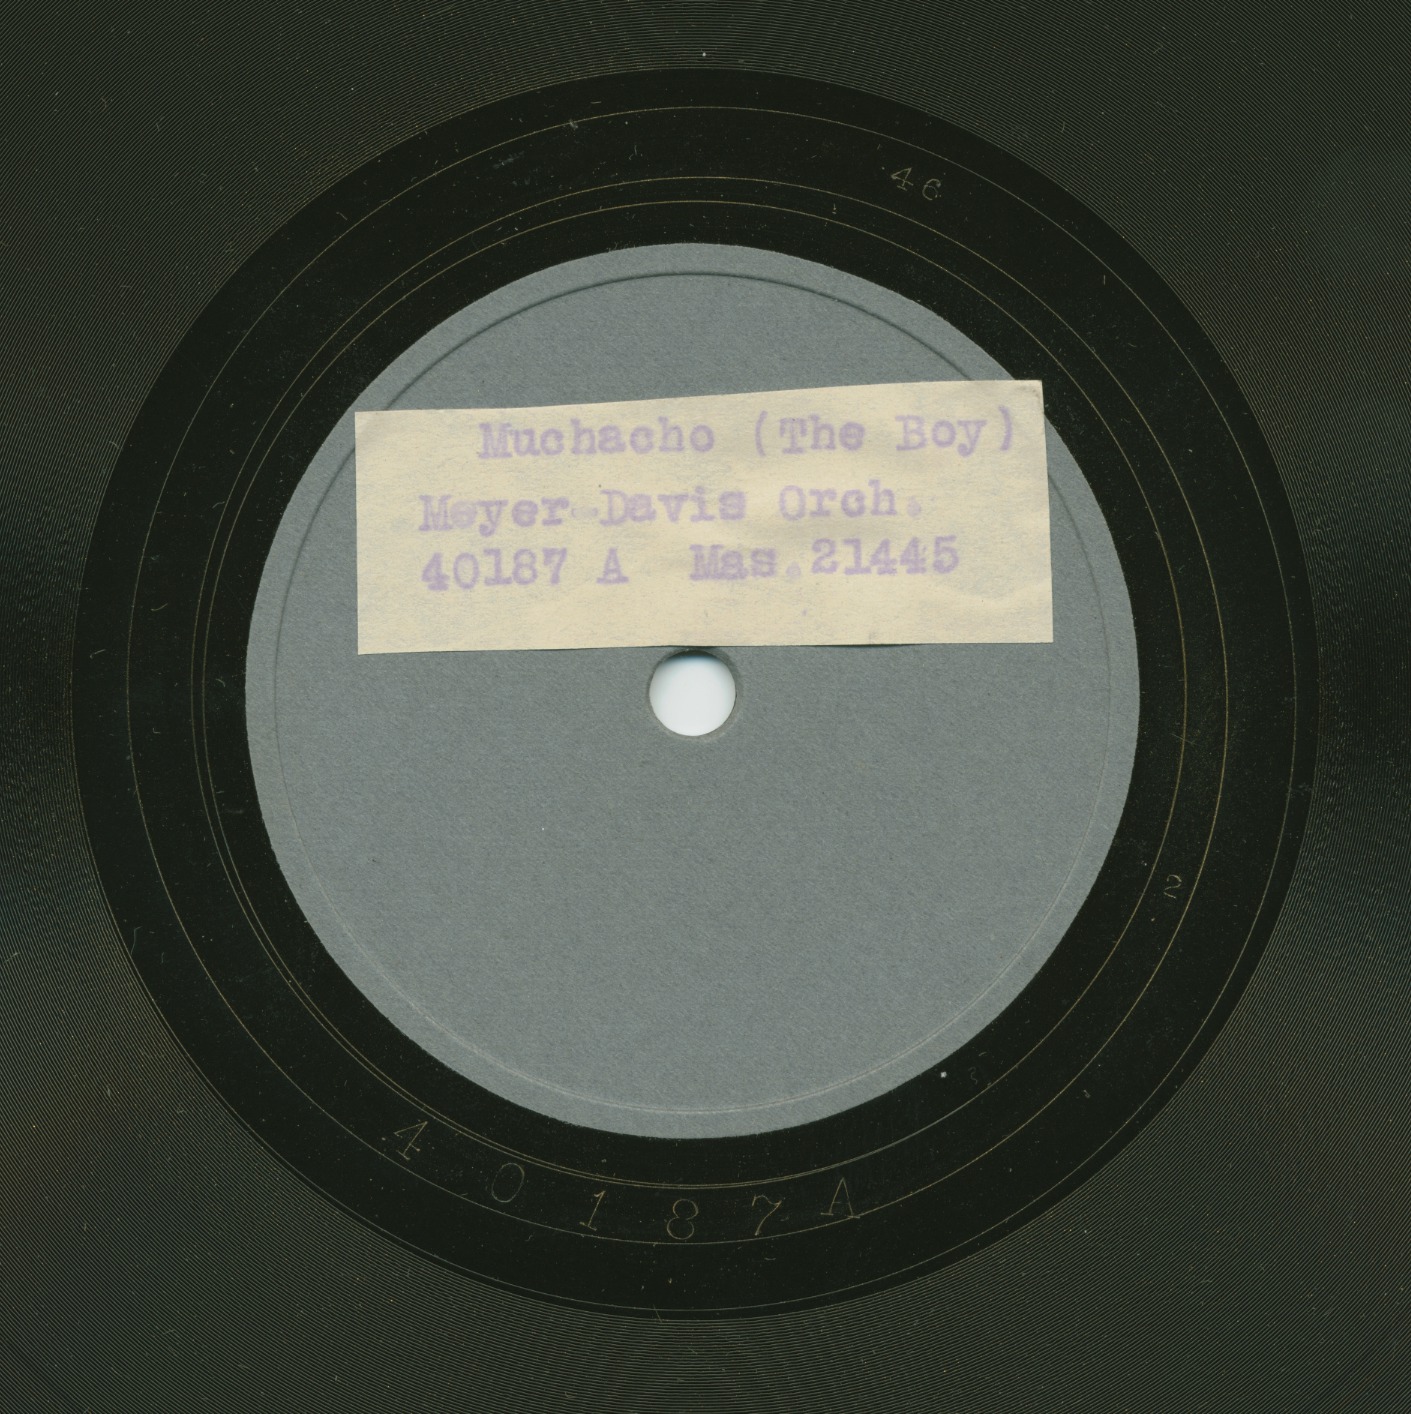 46
Muchacho (The Boy)
Meyer-Davis Orch.
40187 A Mas.21445
2
40187A